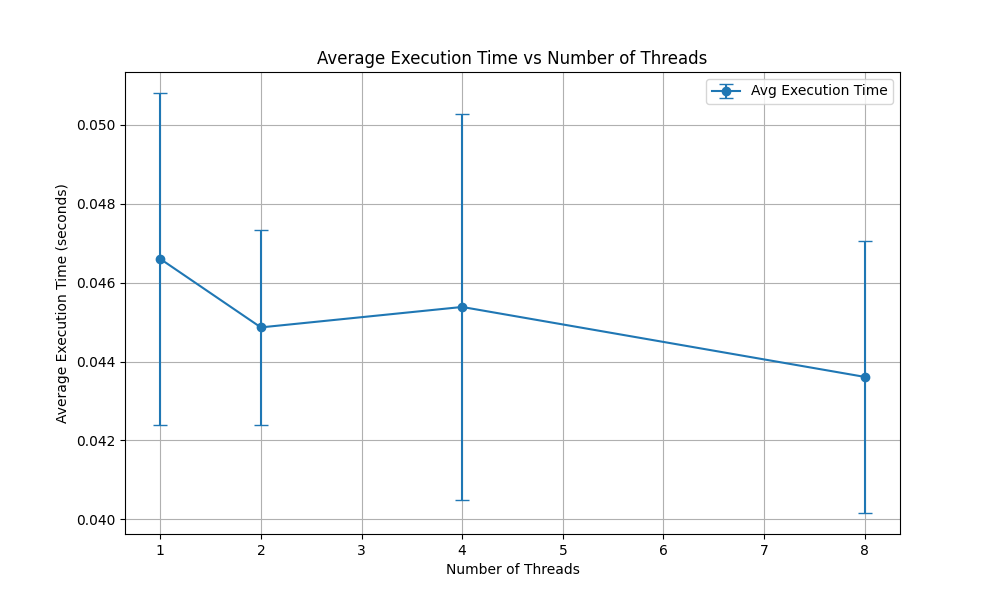 Average Execution Time vs Number of Threads
Avg Execution Time
Average Execution Time (seconds)
0.050
0.048
0.046
0.044
0.042
0.040
1 2 3 4 5 6 7 8
Number of Threads